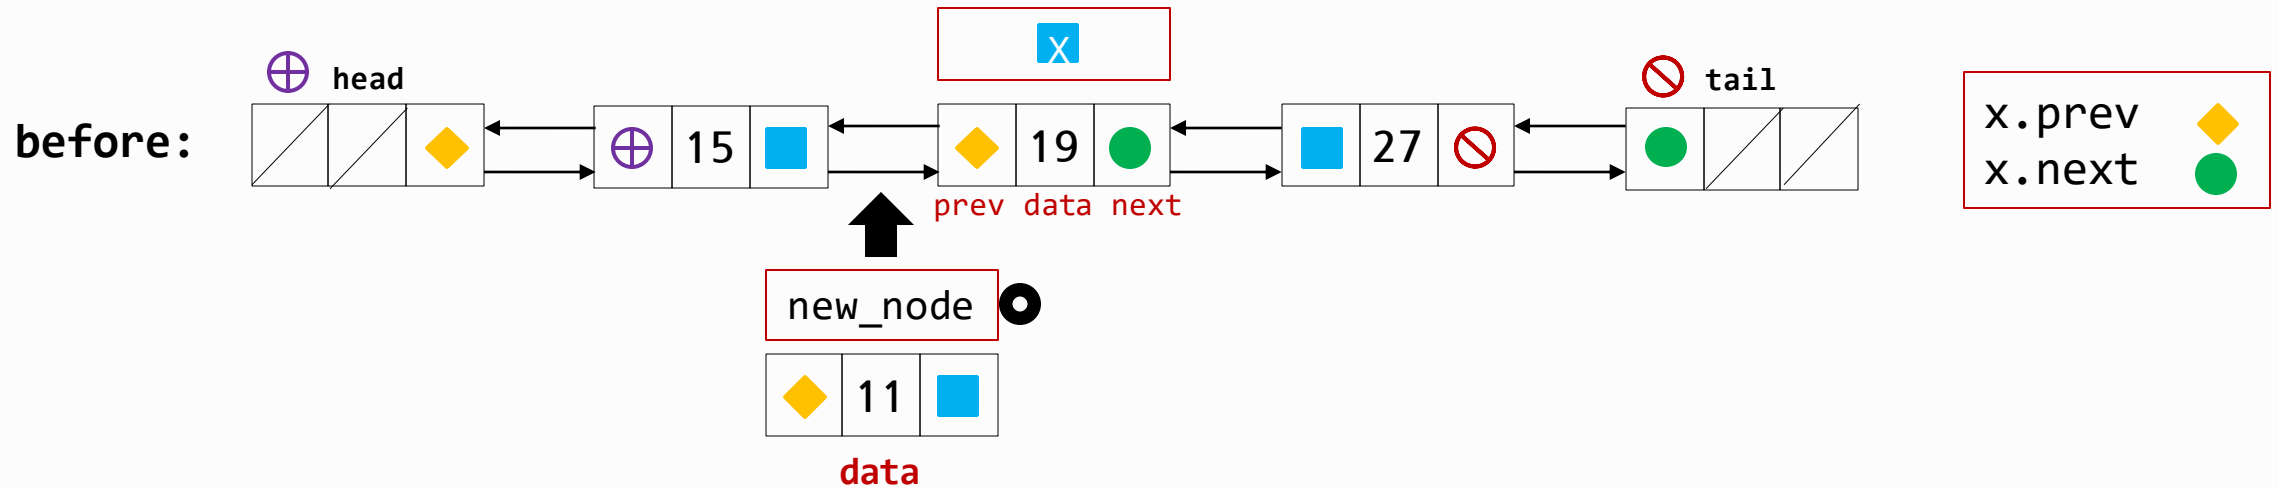 x
head
tail
before:
15
19
27
x.prev
x.next
prev data next
new_node
11
data